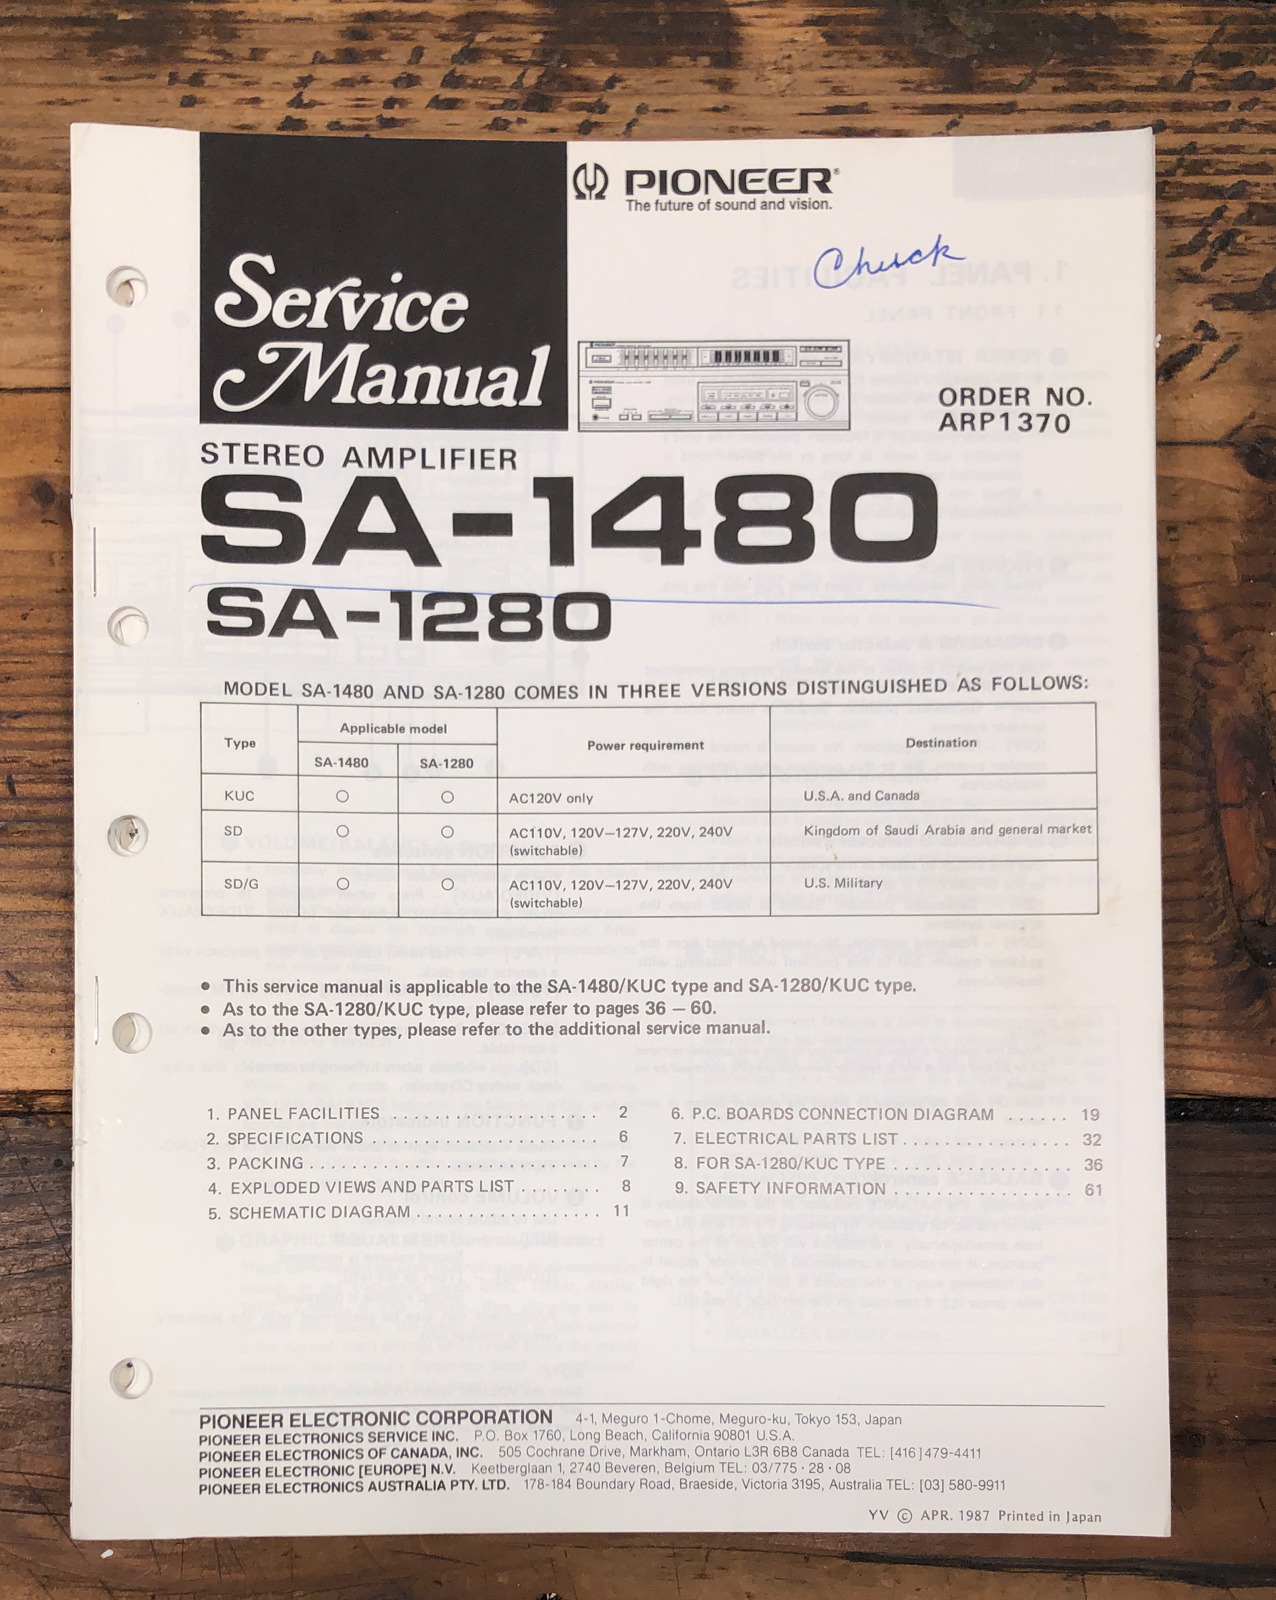 Service
Manual
PIONEER®
The future of sound and vision.
Chuck
ORDER NO.
ARP1370
STEREO AMPLIFIER
SA-1480
SA-1280
MODEL SA-1480 AND SA-1280 COMES IN THREE VERSIONS DISTINGUISHED AS FOLLOWS:
Type Applicable model Power requirement Destination
SA-1480 SA-1280
KUC ○ ○ AC120V only U.S.A. and Canada
SD ○ ○ AC110V, 120V–127V, 220V, 240V Kingdom of Saudi Arabia and general market
(switchable)
SD/G ○ ○ AC110V, 120V–127V, 220V, 240V U.S. Military
(switchable)
● This service manual is applicable to the SA-1480/KUC type and SA-1280/KUC type.
● As to the SA-1280/KUC type, please refer to pages 36 – 60.
● As to the other types, please refer to the additional service manual.
1. PANEL FACILITIES .................... 2
2. SPECIFICATIONS ...................... 6
3. PACKING ............................ 7
4. EXPLODED VIEWS AND PARTS LIST ........ 8
5. SCHEMATIC DIAGRAM .................. 11
6. P.C. BOARDS CONNECTION DIAGRAM ...... 19
7. ELECTRICAL PARTS LIST ................ 32
8. FOR SA-1280/KUC TYPE ................. 36
9. SAFETY INFORMATION ................. 61
PIONEER ELECTRONIC CORPORATION 4-1, Meguro 1-Chome, Meguro-ku, Tokyo 153, Japan
PIONEER ELECTRONICS SERVICE INC. P.O. Box 1760, Long Beach, California 90801 U.S.A.
PIONEER ELECTRONICS OF CANADA, INC. 505 Cochrane Drive, Markham, Ontario L3R 6B8 Canada TEL: [416]479-4411
PIONEER ELECTRONIC [EUROPE] N.V. Keetberglaan 1, 2740 Beveren, Belgium TEL: 03/775·28·08
PIONEER ELECTRONICS AUSTRALIA PTY. LTD. 178-184 Boundary Road, Braeside, Victoria 3195, Australia TEL: [03] 580-9911
YV © APR. 1987 Printed in Japan